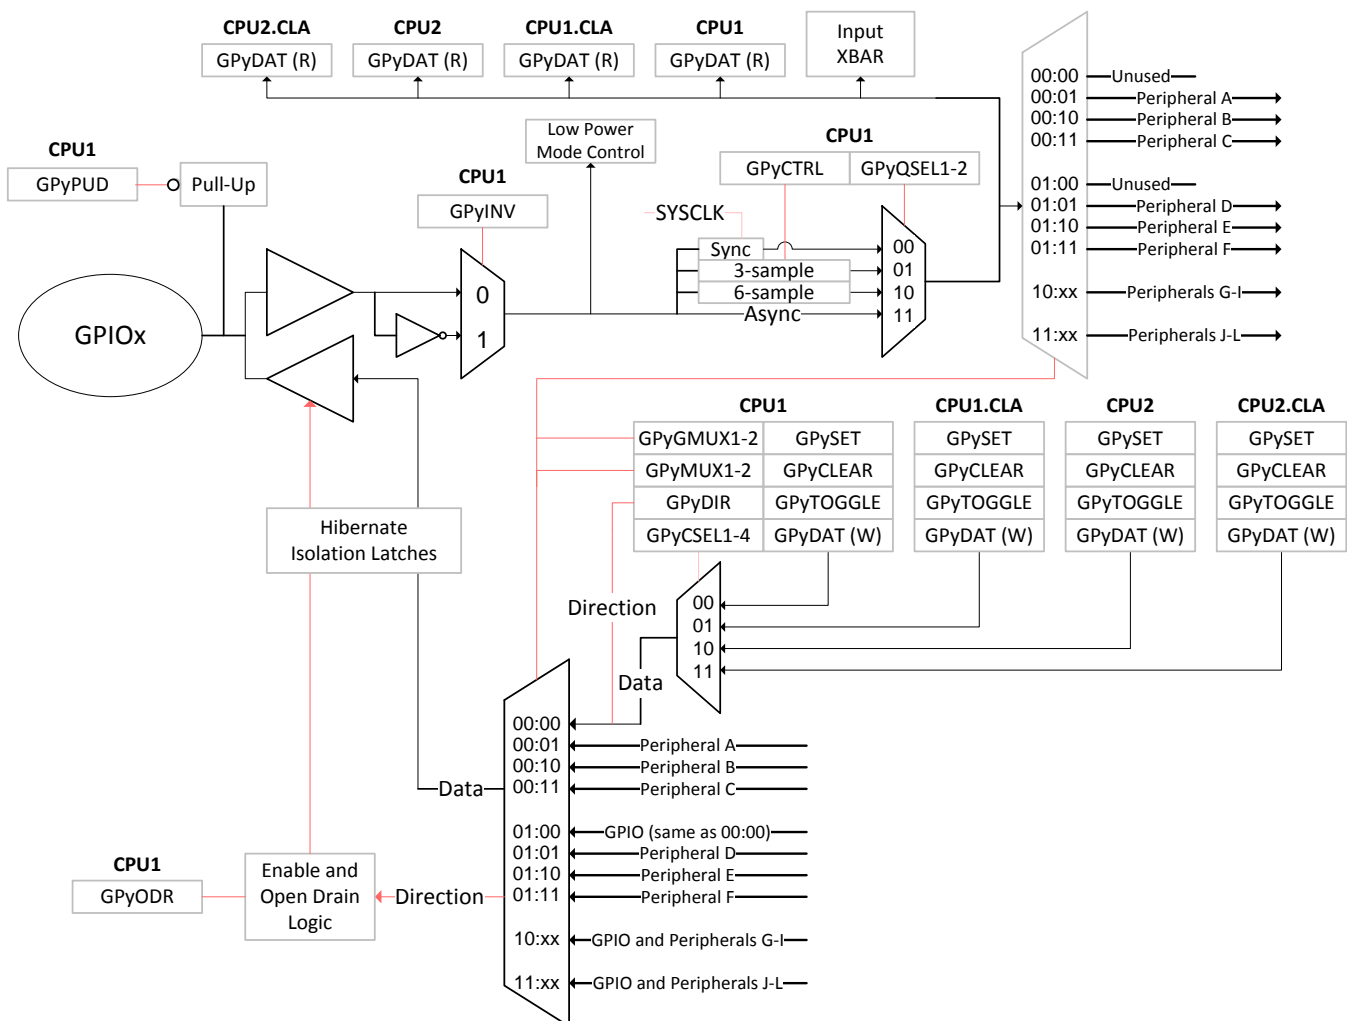 CPU2.CLA CPU2 CPU1.CLA CPU1
GPyDAT (R) GPyDAT (R) GPyDAT (R) GPyDAT (R)
Input
XBAR
00:00 Unused
00:01 Peripheral A
00:10 Peripheral B
00:11 Peripheral C
01:00 Unused
01:01 Peripheral D
01:10 Peripheral E
01:11 Peripheral F
10:xx Peripherals G-I
11:xx Peripherals J-L
Low Power
Mode Control
CPU1
GPyPUD
Pull-Up
CPU1
GPyINV
CPU1
GPyCTRL GPyQSEL1-2
SYSCLK
Sync
3-sample
6-sample
Async
00
01
10
11
0
1
GPIOx
CPU1 CPU1.CLA CPU2 CPU2.CLA
GPyGMUX1-2 GPySET GPySET GPySET GPySET
GPyMUX1-2 GPyCLEAR GPyCLEAR GPyCLEAR GPyCLEAR
GPyDIR GPyTOGGLE GPyTOGGLE GPyTOGGLE GPyTOGGLE
GPyCSEL1-4 GPyDAT (W) GPyDAT (W) GPyDAT (W) GPyDAT (W)
Hibernate
Isolation Latches
00
01
10
11
Direction
Data
00:00
00:01 Peripheral A
00:10 Peripheral B
00:11 Peripheral C
01:00 GPIO (same as 00:00)
01:01 Peripheral D
01:10 Peripheral E
01:11 Peripheral F
10:xx GPIO and Peripherals G-I
11:xx GPIO and Peripherals J-L
Data
Direction
CPU1
GPyODR
Enable and
Open Drain
Logic